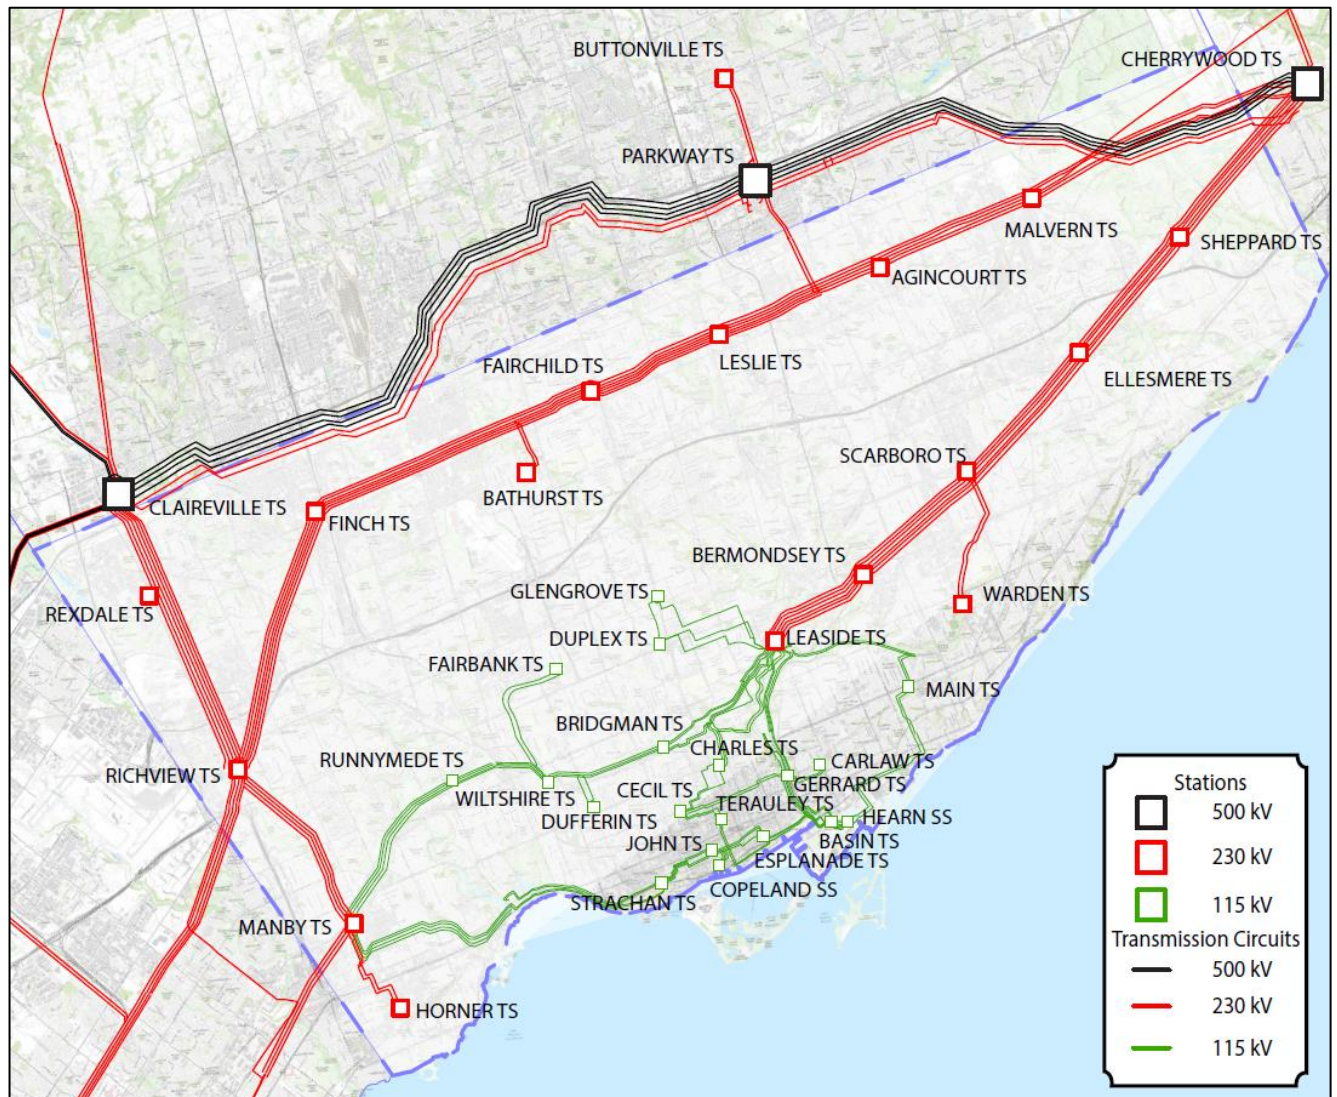 BUTTONVILLE TS
CHERRYWOOD TS
PARKWAY TS
MALVERN TS
SHEPPARD TS
AGINCOURT TS
FAIRCHILD TS
LESLIE TS
ELLESMERE TS
SCARBORO TS
BATHURST TS
CLAIREVILLE TS
FINCH TS
BERMONDSEY TS
GLENGROVE TS
WARDEN TS
REXDALE TS
DUPLEX TS
LEASIDE TS
FAIRBANK TS
MAIN TS
BRIDGMAN TS
CHARLES TS
RUNNYMEDE TS
CARLAW TS
RICHVIEW TS
GERRARD TS
CECIL TS
WILTSHIRE TS
TERAULEY TS
DUFFERIN TS
HEARN SS
JOHN TS
BASIN TS
ESPLANADE TS
COPELAND SS
STRACHAN TS
MANBY TS
HORNER TS
Stations
500 kV
230 kV
115 kV
Transmission Circuits
500 kV
230 kV
115 kV